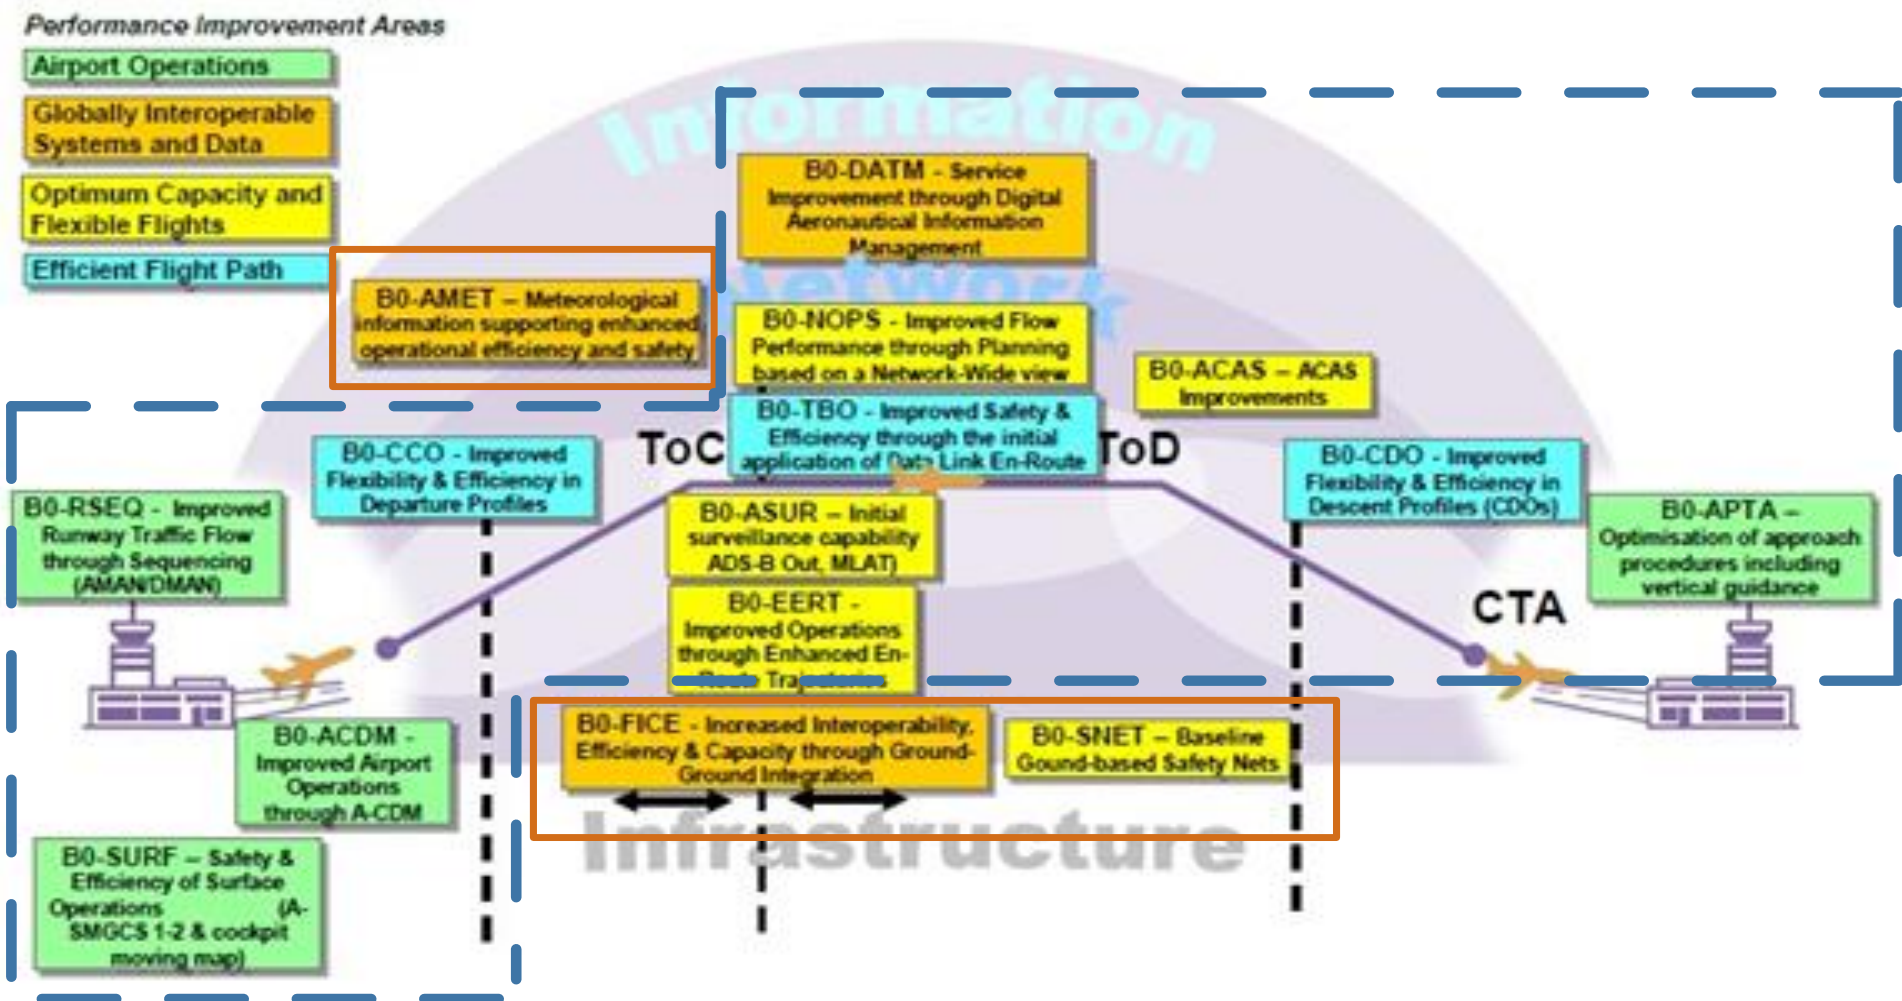 Performance Improvement Areas
Airport Operations
Globally Interoperable
Systems and Data
Optimum Capacity and
Flexible Flights
Efficient Flight Path
Information
B0-DATM - Service
Improvement through Digital
Aeronautical Information
Management
Network
B0-AMET – Meteorological
information supporting enhanced
operational efficiency and safety
B0-NOPS - Improved Flow
Performance through Planning
based on a Network-Wide view
B0-ACAS – ACAS
Improvements
B0-TBO - Improved Safety &
Efficiency through the initial
application of Data Link En-Route
ToC
ToD
B0-CCO - Improved
Flexibility & Efficiency in
Departure Profiles
B0-CDO - Improved
Flexibility & Efficiency in
Descent Profiles (CDOs)
B0-RSEQ - Improved
Runway Traffic Flow
through Sequencing
(AMAN/DMAN)
B0-ASUR – Initial
surveillance capability
ADS-B Out, MLAT)
B0-APTA –
Optimisation of approach
procedures including
vertical guidance
CTA
B0-EERT -
Improved Operations
through Enhanced En-
Route Trajectories
B0-FICE - Increased Interoperability,
Efficiency & Capacity through Ground-
Ground Integration
B0-SNET – Baseline
Gound-based Safety Nets
B0-ACDM -
Improved Airport
Operations
through A-CDM
Infrastructure
B0-SURF – Safety &
Efficiency of Surface
Operations (A-
SMGCS 1-2 & cockpit
moving map)